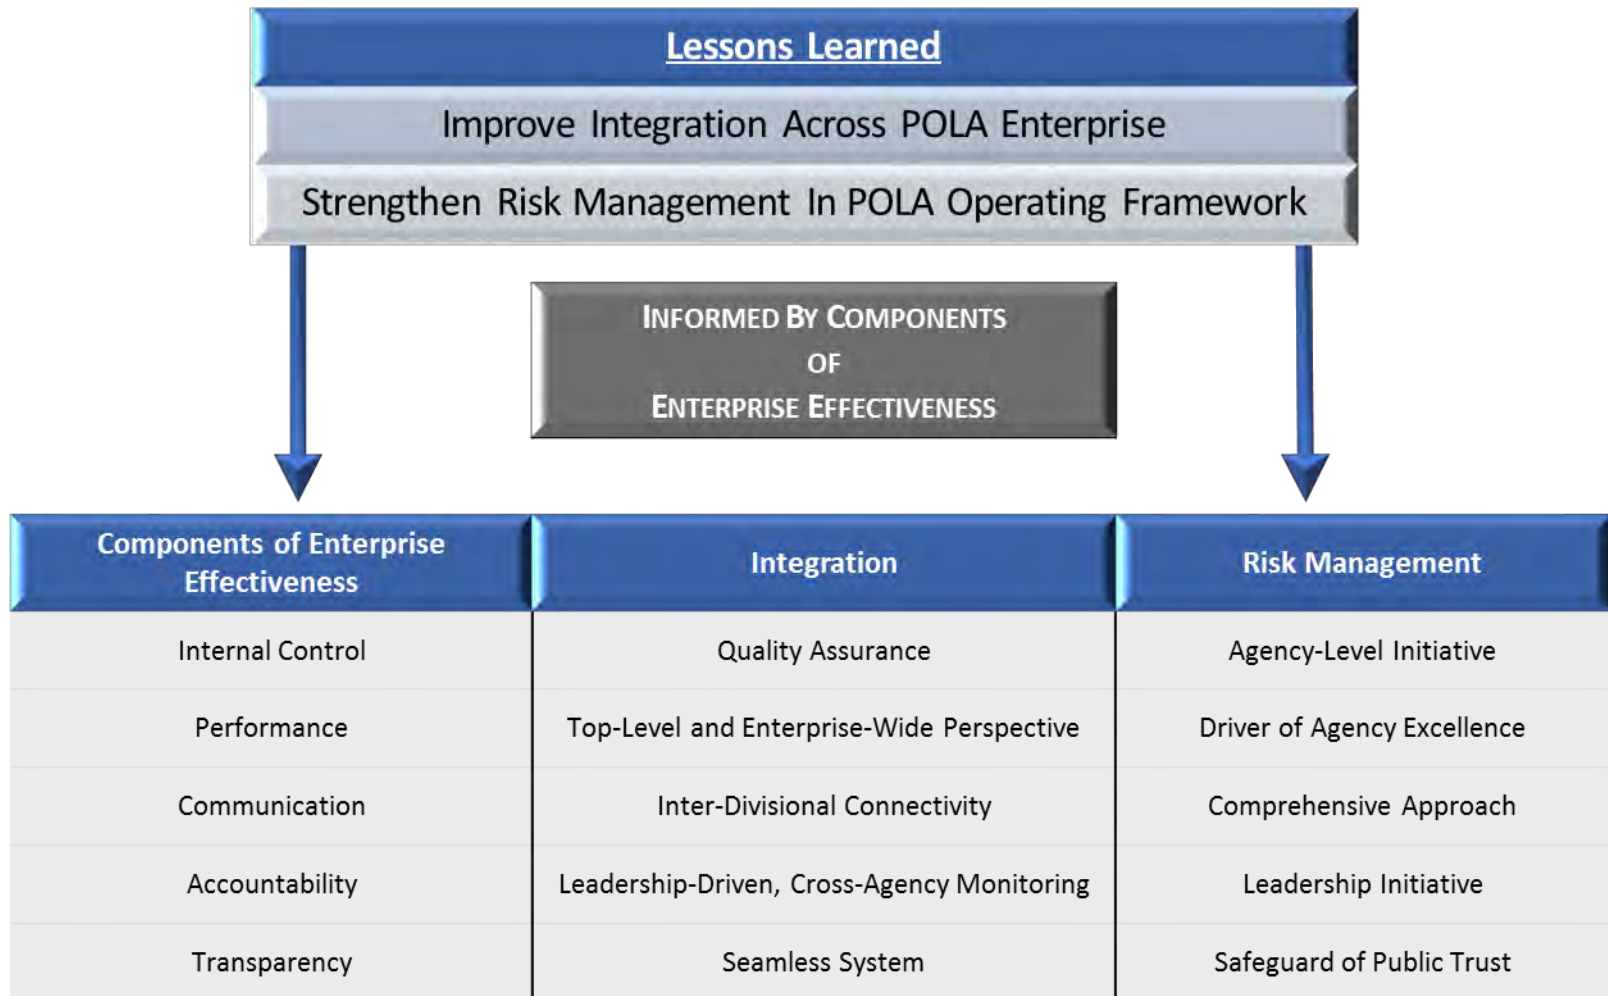 Lessons Learned
Improve Integration Across POLA Enterprise
Strengthen Risk Management In POLA Operating Framework
INFORMED BY COMPONENTS
OF
ENTERPRISE EFFECTIVENESS
Components of Enterprise
Effectiveness
Integration
Risk Management
Internal Control
Quality Assurance
Agency-Level Initiative
Performance
Top-Level and Enterprise-Wide Perspective
Driver of Agency Excellence
Communication
Inter-Divisional Connectivity
Comprehensive Approach
Accountability
Leadership-Driven, Cross-Agency Monitoring
Leadership Initiative
Transparency
Seamless System
Safeguard of Public Trust